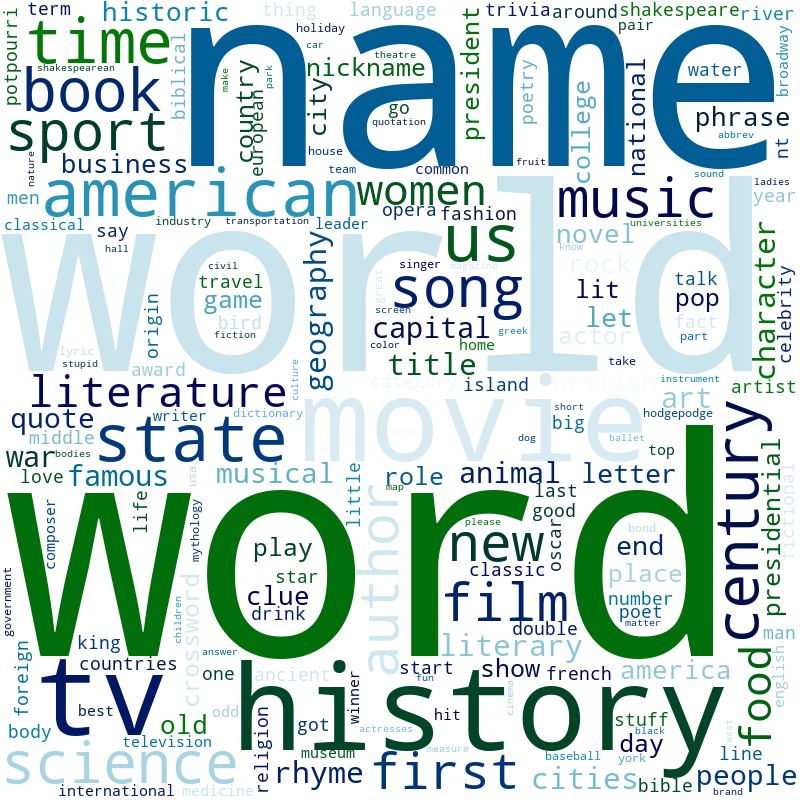 term
historic
thing
language
trivia
around
shakespeare
river
potpourri
time
name
holiday
car
pair
president
broadway
shakespearean
biblical
country
european
make
park
nickname
theatre
city
go
quotation
poetry
college
national
water
book
sport
phrase
abbrev
nt
nature
business
house
team
common
fruit
sound
ladies
men
american
women
music
year
classical
say
hall
industry
transportation
leader
opera
fashion
us
novel
universities
know
character
celebrity
world
civil
travel
game
bird
fiction
geography
singer
magazine
great
screen
song
rock
lit
let
talk
pop
fact
part
origin
capital
color
greek
home
actor
lyric
stupid
award
title
culture
category
island
british
take
instrument
art
artist
literature
movie
quote
writer
dictionary
short
big
hodgepodge
middle
state
dog
ballet
top
century
war
bodies
love
famous
musical
little
role
animal
letter
usa
map
last
good
presidential
fictional
composer
life
mythology
word
author
please
new
oscar
bond
end
play
star
clue
drink
classic
film
place
number
poet
matter
government
children
crossword
double
king
countries
answer
literary
man
foreign
one
ancient
history
start
show
french
america
english
food
fun
tv
best
old
odd
got
winner
hit
cinema
stuff
black
day
west
body
television
religion
museum
actresses
measure
baseball
york
line
science
rhyme
first
cities
bible
people
international
medicine
brand